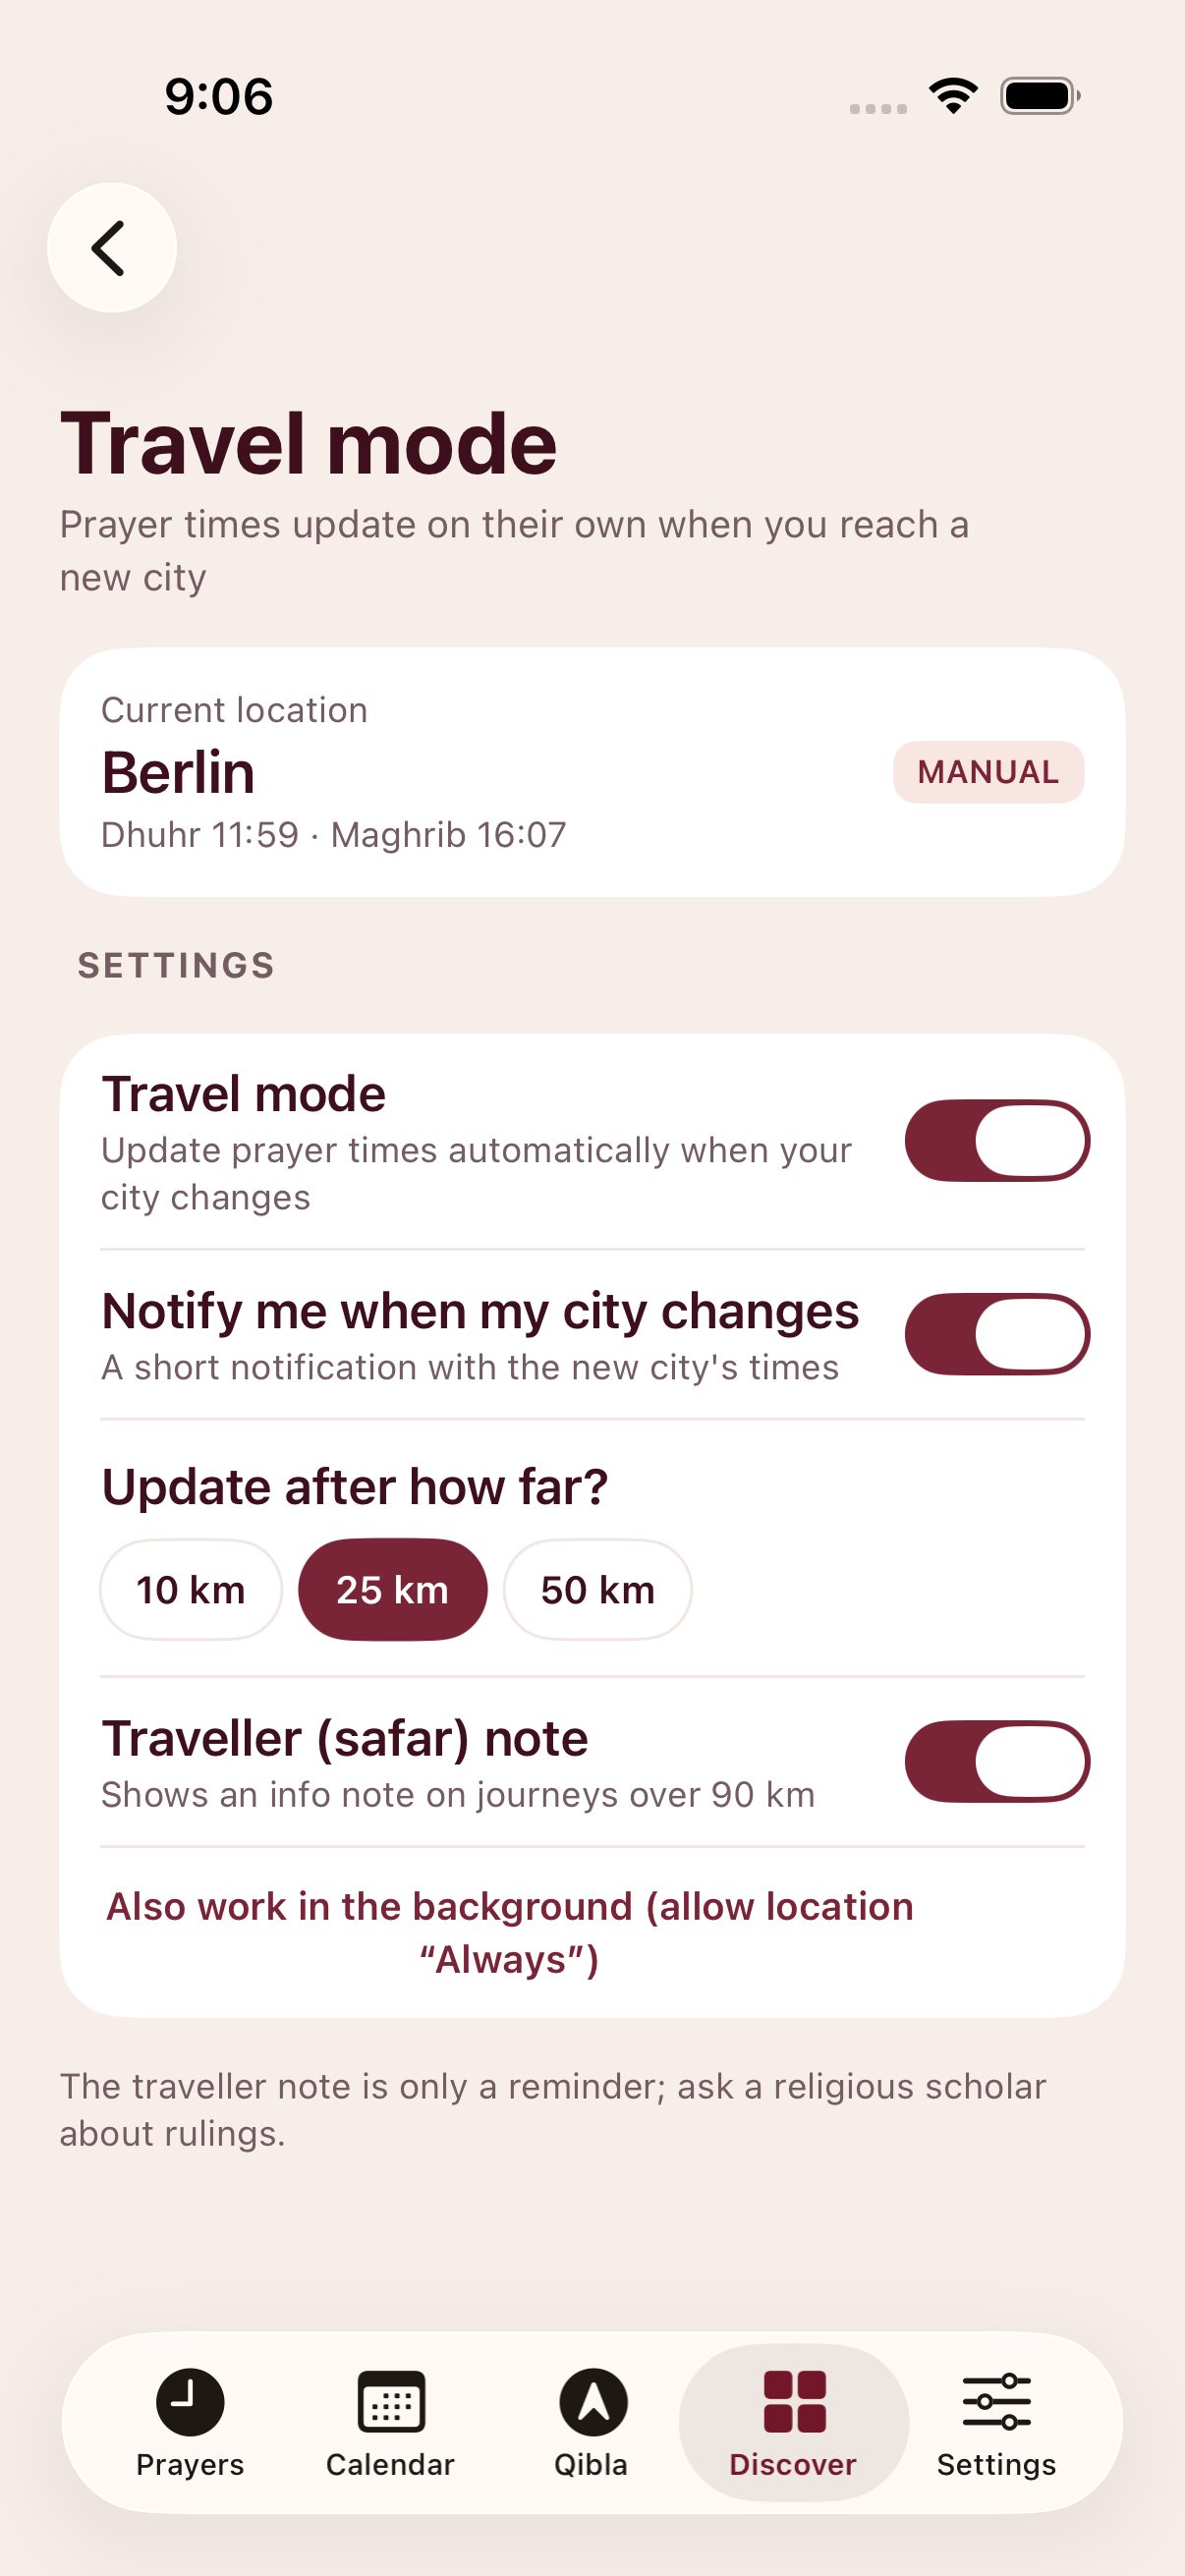 9:06
Travel mode
Prayer times update on their own when you reach a
new city
Current location
Berlin
MANUAL
Dhuhr 11:59 · Maghrib 16:07
SETTINGS
Travel mode
Update prayer times automatically when your
city changes
Notify me when my city changes
A short notification with the new city's times
Update after how far?
10 km 25 km 50 km
Traveller (safar) note
Shows an info note on journeys over 90 km
Also work in the background (allow location
“Always”)
The traveller note is only a reminder; ask a religious scholar
about rulings.
Prayers Calendar Qibla Discover Settings